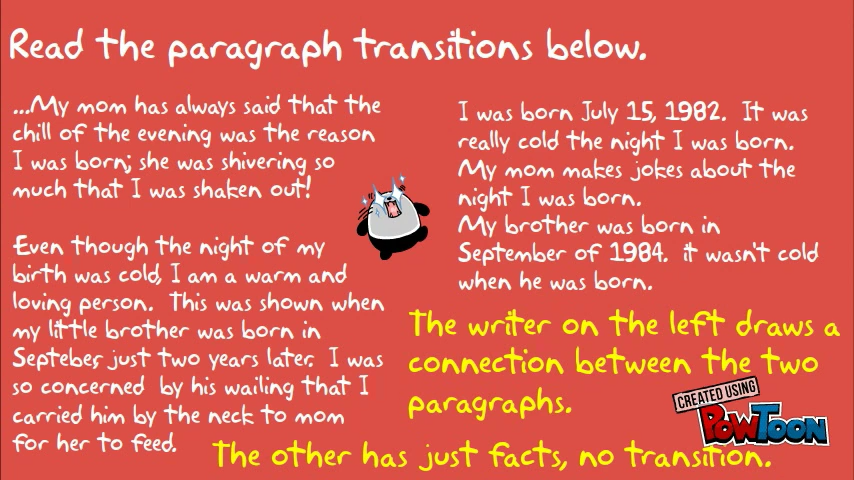 Read the paragraph transitions below.
...My mom has always said that the
chill of the evening was the reason
I was born; she was shivering so
much that I was shaken out!
Even though the night of my
birth was cold, I am a warm and
loving person. This was shown when
my little brother was born in
Septeber, just two years later. I was
so concerned by his wailing that I
carried him by the neck to mom
for her to feed.
I was born July 15, 1982. It was
really cold the night I was born.
My mom makes jokes about the
night I was born.
My brother was born in
September of 1984. it wasn't cold
when he was born.
The writer on the left draws a
connection between the two
paragraphs.
The other has just facts, no transition.
CREATED USING
POWTOON